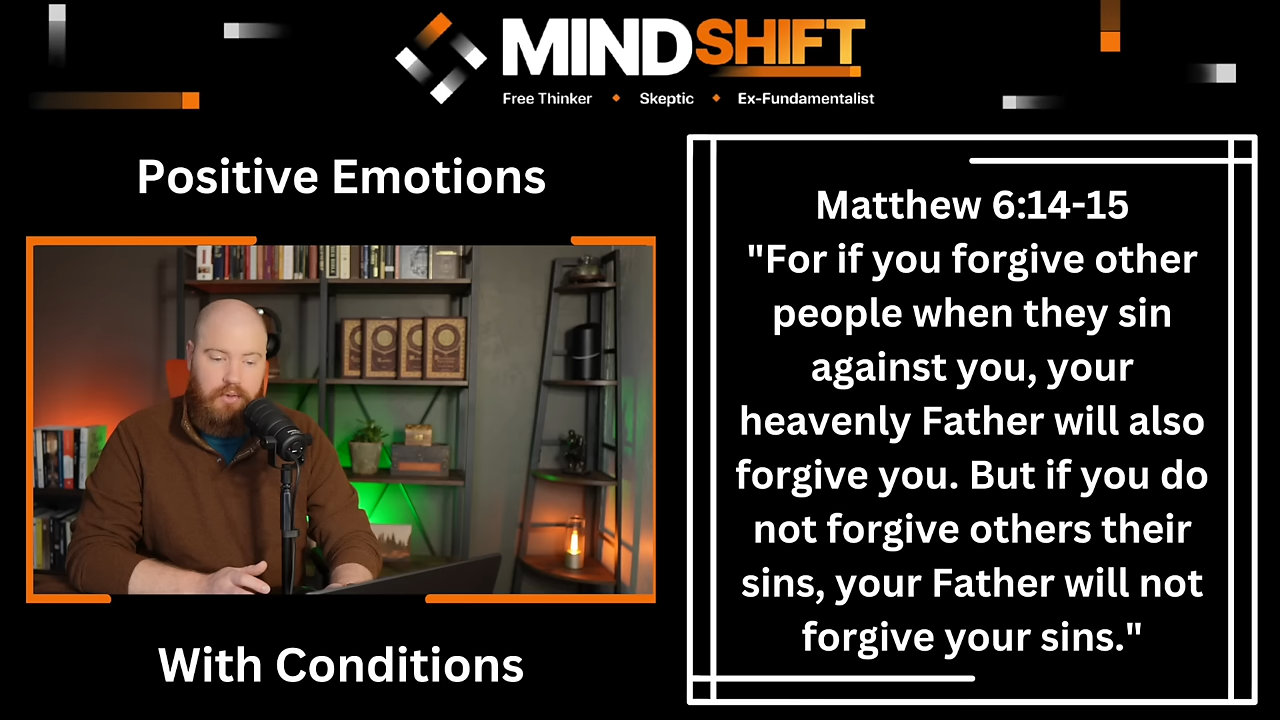 MINDSHIFT
Free Thinker Skeptic Ex-Fundamentalist
Positive Emotions
With Conditions
Matthew 6:14-15
"For if you forgive other
people when they sin
against you, your
heavenly Father will also
forgive you. But if you do
not forgive others their
sins, your Father will not
forgive your sins."